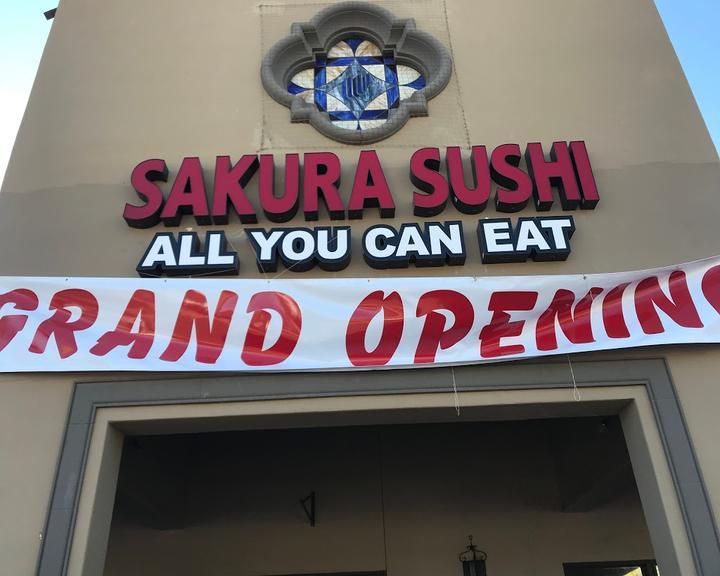 SAKURA SUSHI
ALL YOU CAN EAT
GRAND OPENING